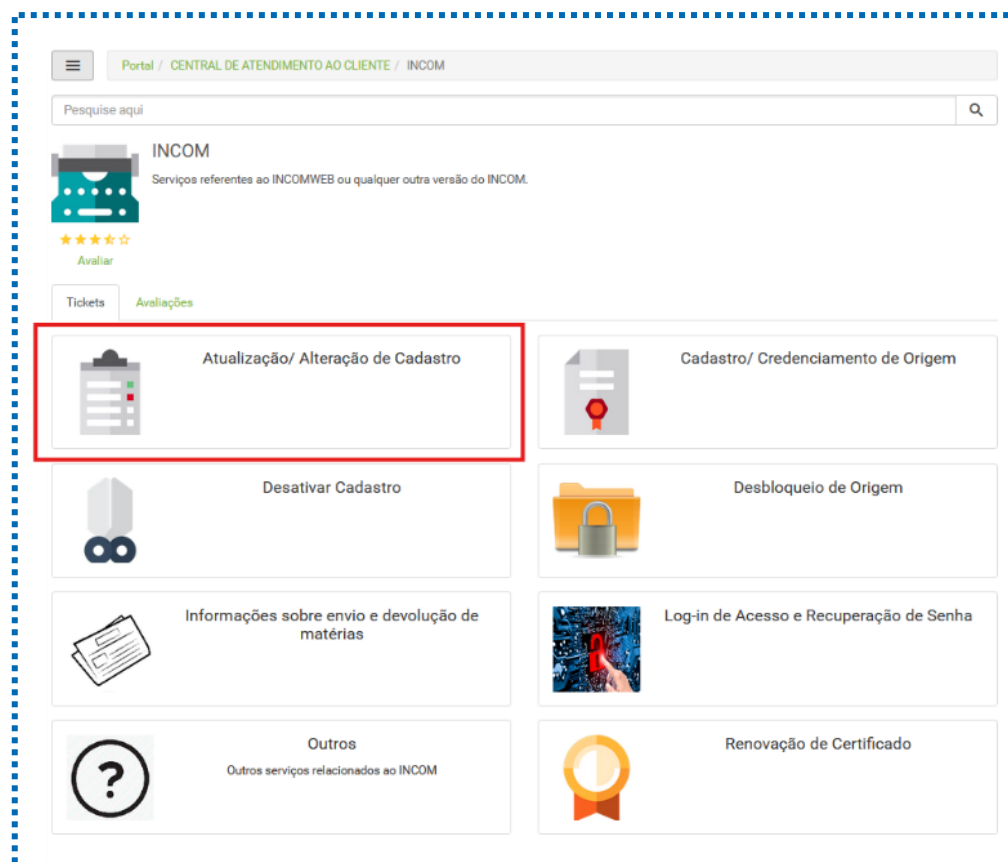 Portal / CENTRAL DE ATENDIMENTO AO CLIENTE / INCOM
Pesquise aqui
INCOM
Serviços referentes ao INCOMWEB ou qualquer outra versão do INCOM.
Avaliar
Tickets Avaliações
Atualização/ Alteração de Cadastro
Cadastro/ Credenciamento de Origem
Desativar Cadastro
Desbloqueio de Origem
Informações sobre envio e devolução de
matérias
Log-in de Acesso e Recuperação de Senha
Outros
Outros serviços relacionados ao INCOM
Renovação de Certificado